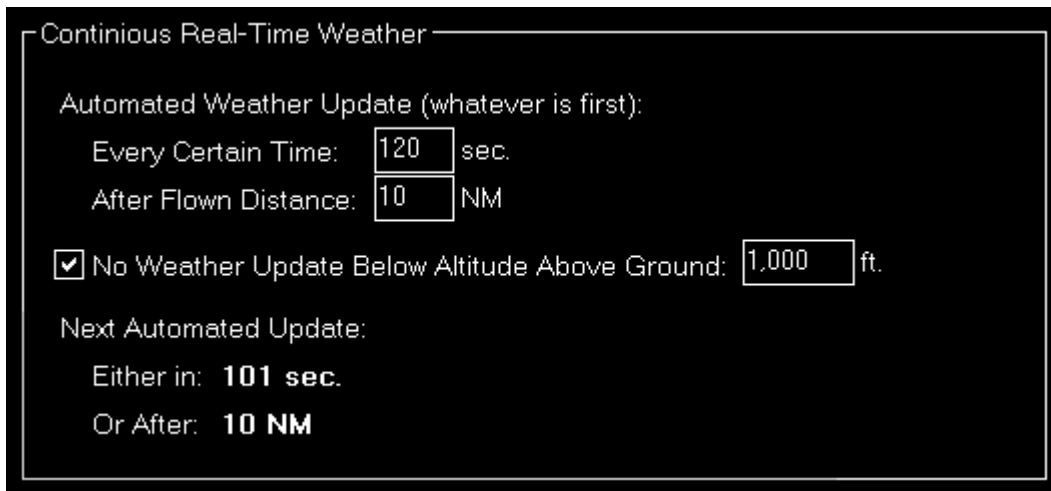 Continious Real-Time Weather
Automated Weather Update (whatever is first):
Every Certain Time: 120 sec.
After Flown Distance: 10 NM
No Weather Update Below Altitude Above Ground: 1,000 ft.
Next Automated Update:
Either in: 101 sec.
Or After: 10 NM